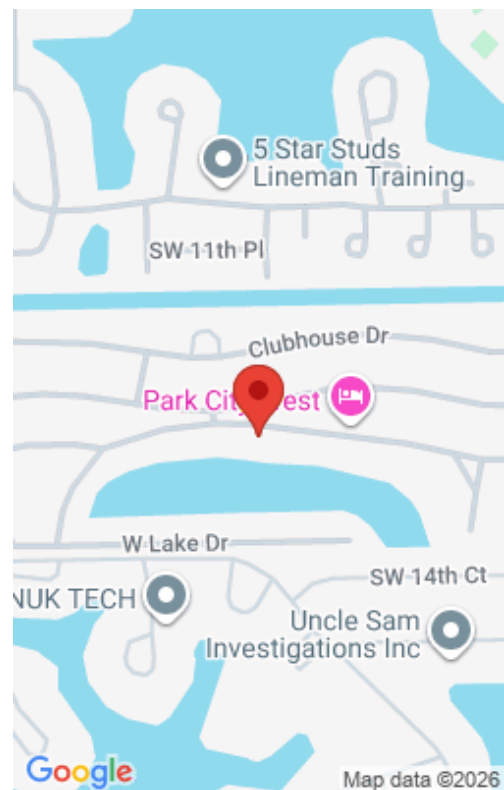 5 Star Studs
Lineman Training
SW 11th Pl
Clubhouse Dr
Park City West
W Lake Dr
SW 14th Ct
NUK TECH
Uncle Sam
Investigations Inc
Google
Map data ©2026